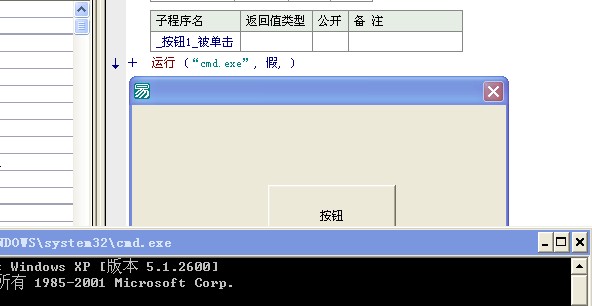 子程序名 返回值类型 公开 备 注
_按钮1_被单击
↓ + 运行 (“cmd.exe”, 假, )
易
按钮
NDOWS\system32\cmd.exe
Windows XP [版本 5.1.2600]
所有 1985-2001 Microsoft Corp.